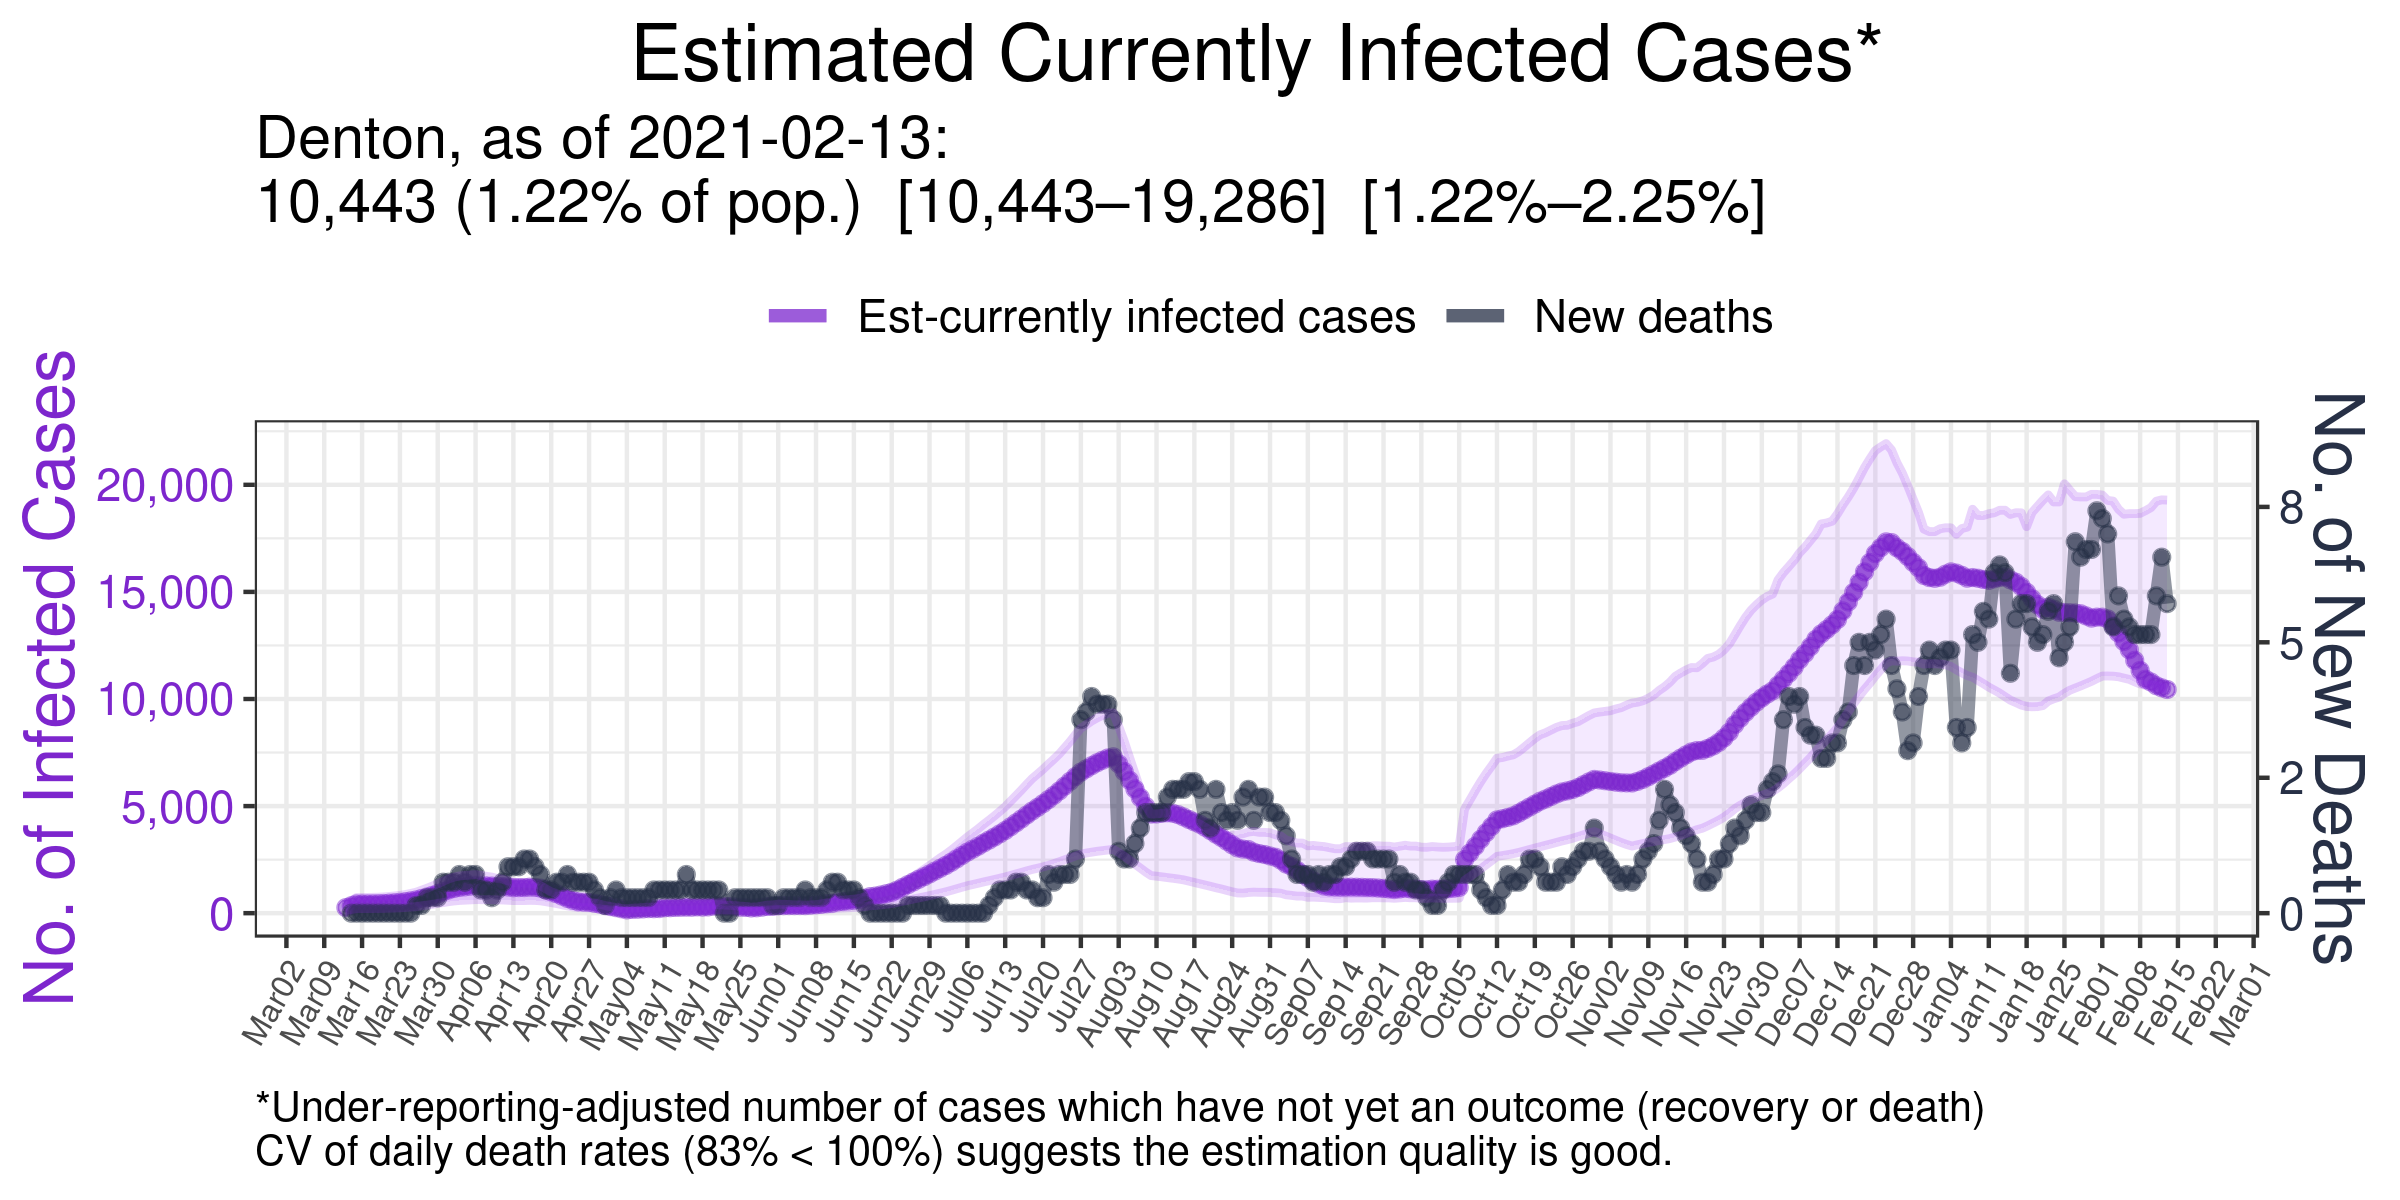 Estimated Currently Infected Cases*
Denton, as of 2021-02-13:
10,443 (1.22% of pop.)  [10,443–19,286]  [1.22%–2.25%]
Est-currently infected cases
New deaths
No. of Infected Cases
20,000
15,000
10,000
5,000
0
No. of New Deaths
8
5
2
0
Mar02
Mar09
Mar16
Mar23
Mar30
Apr06
Apr13
Apr20
Apr27
May04
May11
May18
May25
Jun01
Jun08
Jun15
Jun22
Jun29
Jul06
Jul13
Jul20
Jul27
Aug03
Aug10
Aug17
Aug24
Aug31
Sep07
Sep14
Sep21
Sep28
Oct05
Oct12
Oct19
Oct26
Nov02
Nov09
Nov16
Nov23
Nov30
Dec07
Dec14
Dec21
Dec28
Jan04
Jan11
Jan18
Jan25
Feb01
Feb08
Feb15
Feb22
Mar01
*Under-reporting-adjusted number of cases which have not yet an outcome (recovery or death)
CV of daily death rates (83% < 100%) suggests the estimation quality is good.